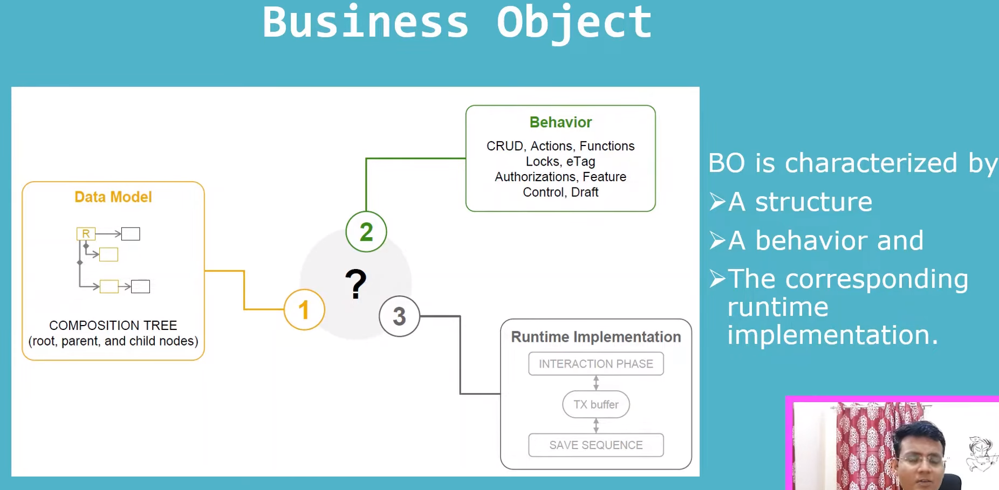 Business Object
Data Model
R
COMPOSITION TREE
(root, parent, and child nodes)
1
2
?
3
Behavior
CRUD, Actions, Functions
Locks, eTag
Authorizations, Feature
Control, Draft
Runtime Implementation
INTERACTION PHASE
TX buffer
SAVE SEQUENCE
BO is characterized by
➢A structure
➢A behavior and
➢The corresponding
runtime
implementation.